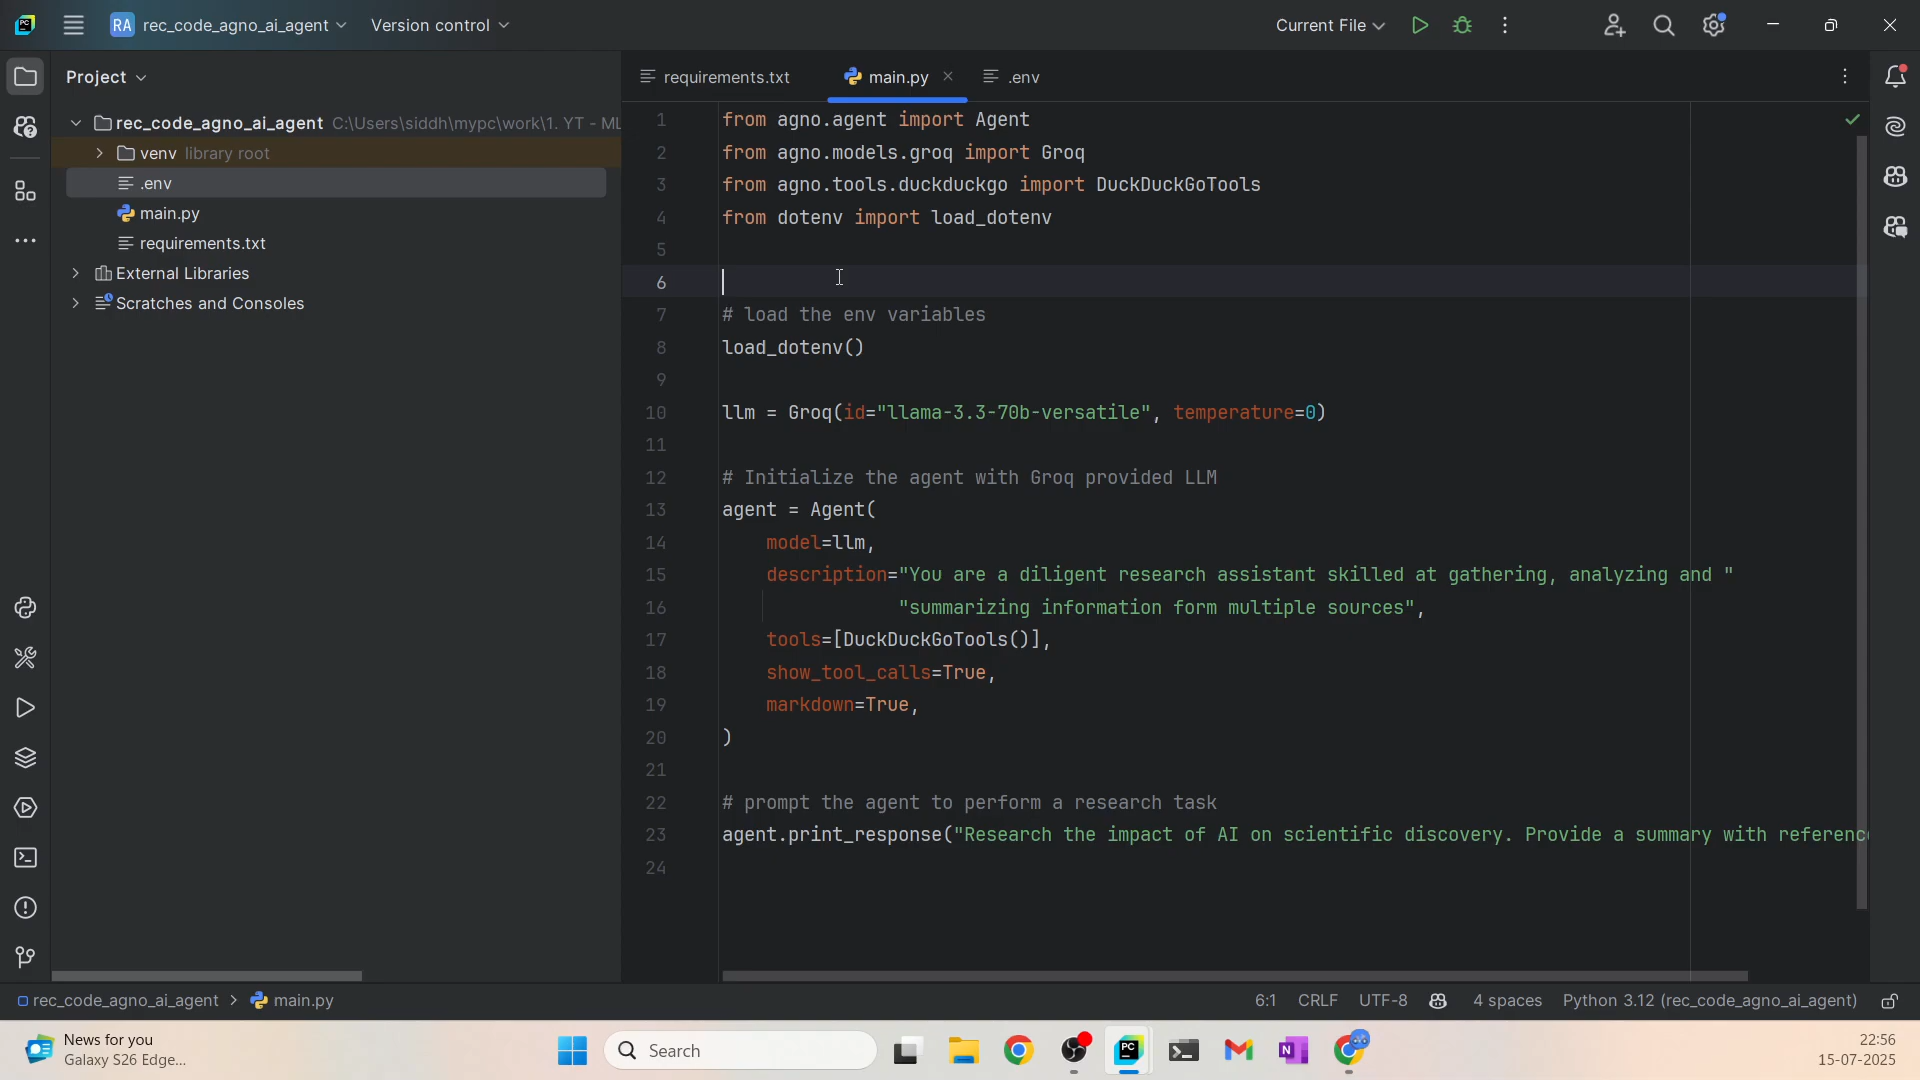 RA rec_code_agno_ai_agent Version control Current File
Project
requirements.txt main.py .env
rec_code_agno_ai_agent C:\Users\siddh\mypc\work\1. YT - ML
venv library root
.env
main.py
requirements.txt
External Libraries
Scratches and Consoles
1 from agno.agent import Agent
2 from agno.models.groq import Groq
3 from agno.tools.duckduckgo import DuckDuckGoTools
4 from dotenv import load_dotenv
5
6
7 # load the env variables
8 load_dotenv()
9
10 llm = Groq(id="llama-3.3-70b-versatile", temperature=0)
11
12 # Initialize the agent with Groq provided LLM
13 agent = Agent(
14 model=llm,
15 description="You are a diligent research assistant skilled at gathering, analyzing and "
16 "summarizing information form multiple sources",
17 tools=[DuckDuckGoTools()],
18 show_tool_calls=True,
19 markdown=True,
20 )
21
22 # prompt the agent to perform a research task
23 agent.print_response("Research the impact of AI on scientific discovery. Provide a summary with referenc
24
rec_code_agno_ai_agent > main.py 6:1 CRLF UTF-8 4 spaces Python 3.12 (rec_code_agno_ai_agent)
News for you
Galaxy S26 Edge...
Search
PC
22:56
15-07-2025